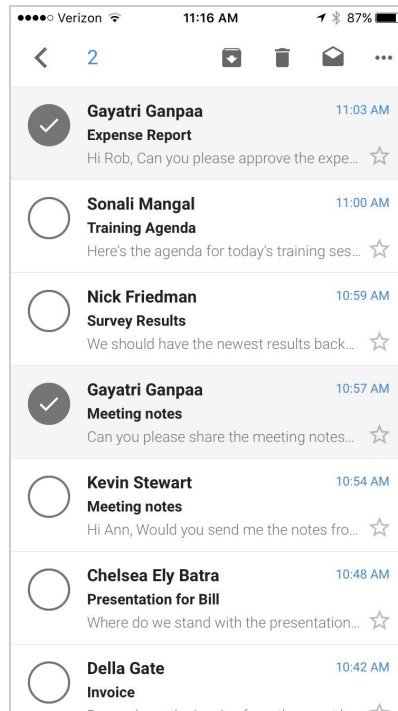 Verizon 11:16 AM 87%
2
Gayatri Ganpaa 11:03 AM
Expense Report
Hi Rob, Can you please approve the expe...
Sonali Mangal 11:00 AM
Training Agenda
Here's the agenda for today's training ses...
Nick Friedman 10:59 AM
Survey Results
We should have the newest results back...
Gayatri Ganpaa 10:57 AM
Meeting notes
Can you please share the meeting notes...
Kevin Stewart 10:54 AM
Meeting notes
Hi Ann, Would you send me the notes fro...
Chelsea Ely Batra 10:48 AM
Presentation for Bill
Where do we stand with the presentation...
Della Gate 10:42 AM
Invoice